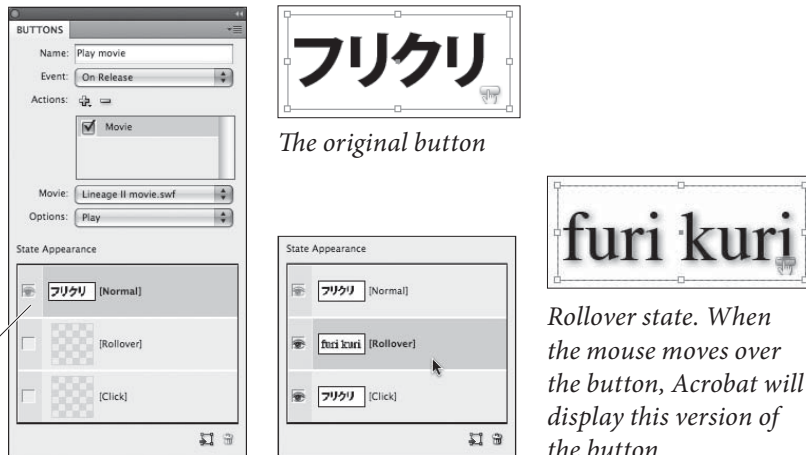 BUTTONS
Name: Play movie
Event: On Release
Actions:
Movie
Movie: Lineage II movie.swf
Options: Play
State Appearance
フリクリ [Normal]
[Rollover]
[Click]
フリクリ
The original button
State Appearance
フリクリ [Normal]
furi kuri [Rollover]
フリクリ [Click]
furi kuri
Rollover state. When
the mouse moves over
the button, Acrobat will
display this version of
the button